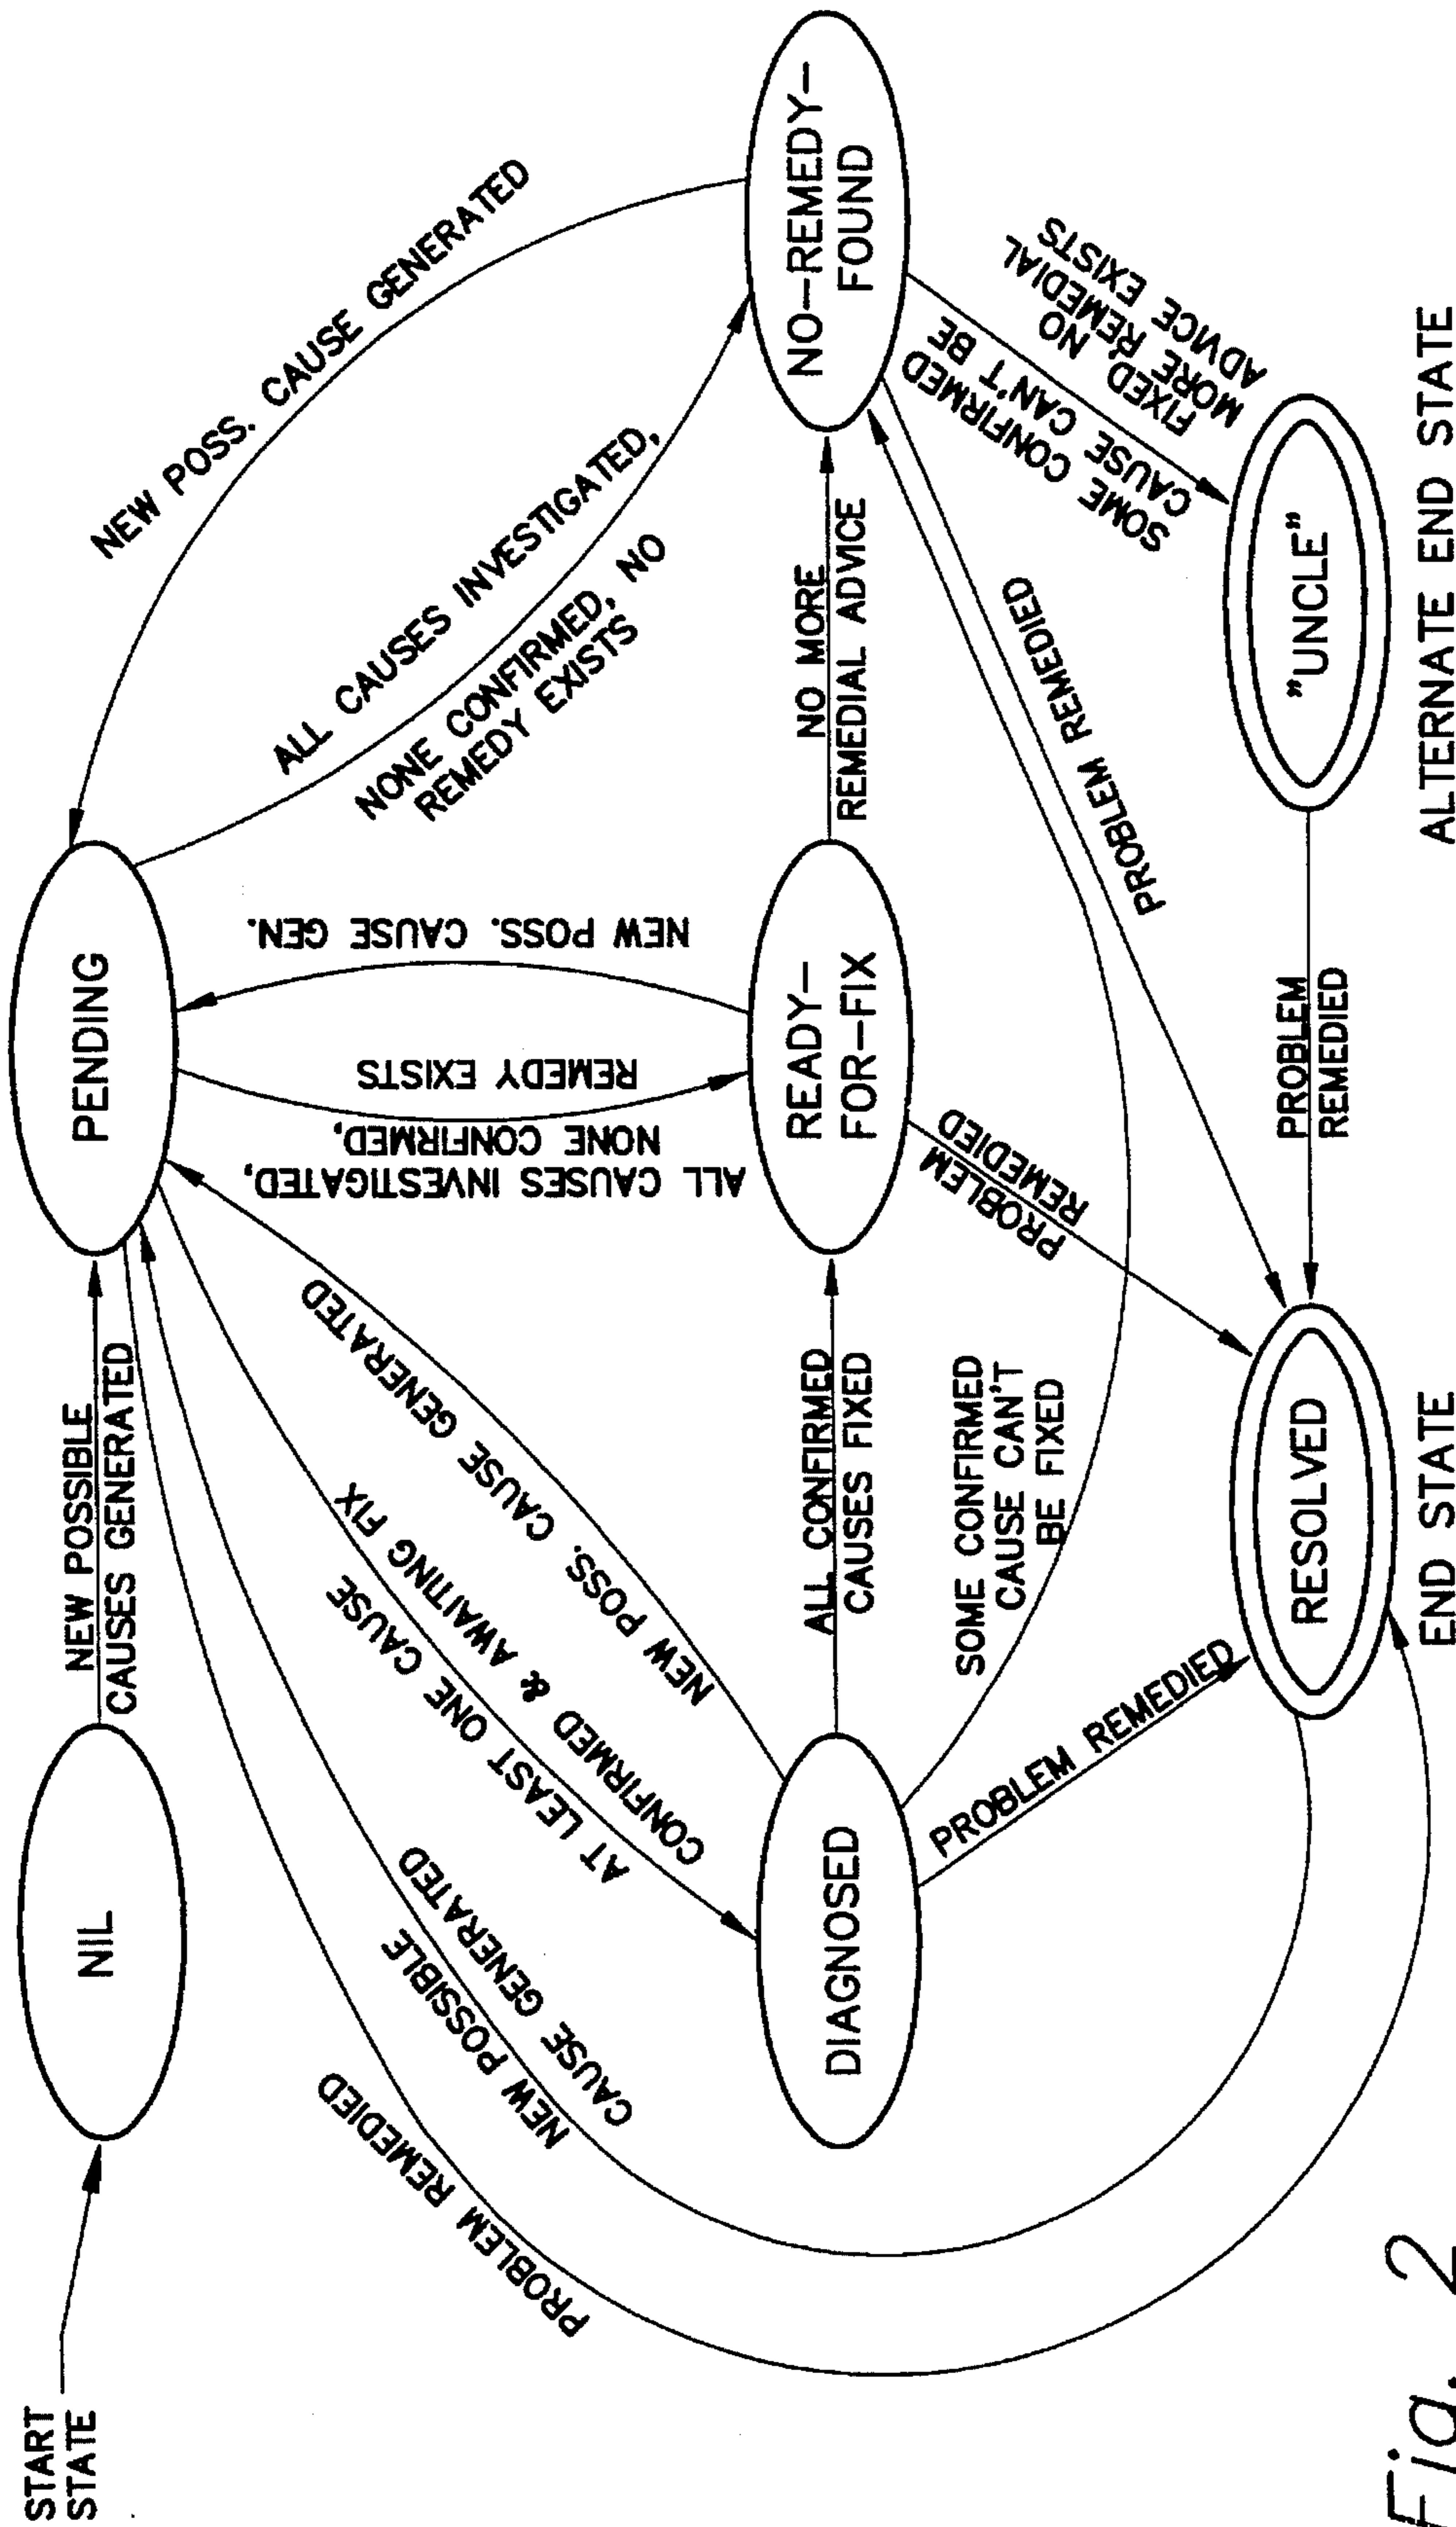 START
STATE
NIL
NEW POSSIBLE
CAUSES GENERATED
PENDING
NEW POSS. CAUSE GENERATED
ALL CAUSES INVESTIGATED,
NONE CONFIRMED, NO
REMEDY EXISTS
NEW POSS. CAUSE GEN.
ALL CAUSES INVESTIGATED,
NONE CONFIRMED,
REMEDY EXISTS
NEW POSS. CAUSE GENERATED
AT LEAST ONE CAUSE
CONFIRMED & AWAITING FIX
NEW POSSIBLE
CAUSE GENERATED
PROBLEM REMEDIED
DIAGNOSED
ALL CONFIRMED
CAUSES FIXED
READY-
FOR-FIX
NO MORE
REMEDIAL ADVICE
NO-REMEDY-
FOUND
SOME CONFIRMED
CAUSE CAN'T
BE FIXED
PROBLEM REMEDIED
PROBLEM
REMEDIED
PROBLEM REMEDIED
SOME CONFIRMED
CAUSE CAN'T BE
FIXED, NO
MORE REMEDIAL
ADVICE EXISTS
RESOLVED
PROBLEM
REMEDIED
"UNCLE"
END STATE
ALTERNATE END STATE
Fig. 2